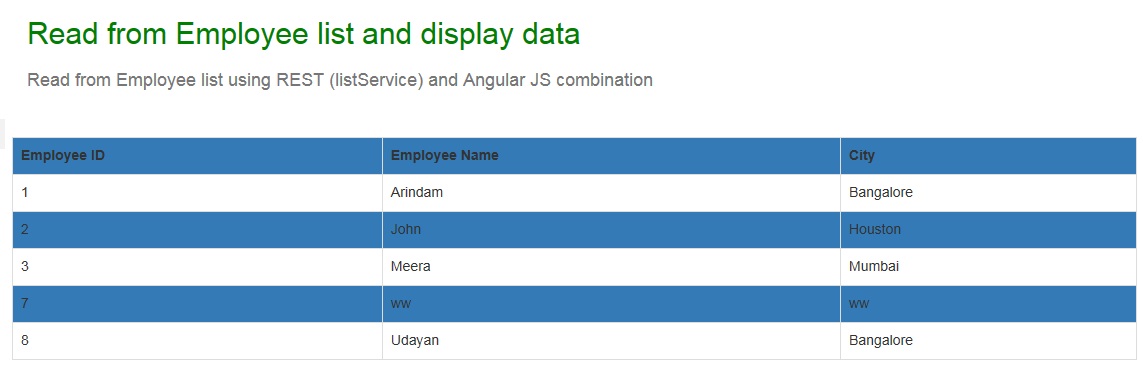 Read from Employee list and display data
Read from Employee list using REST (listService) and Angular JS combination
Employee ID Employee Name City
1 Arindam Bangalore
2 John Houston
3 Meera Mumbai
7 ww ww
8 Udayan Bangalore